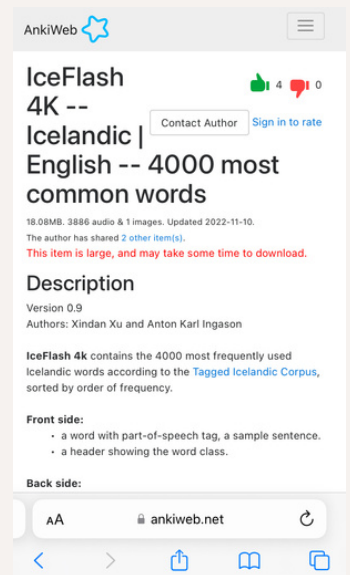 AnkiWeb
IceFlash
4K --
Icelandic |
English -- 4000 most
common words
4 0
Contact Author Sign in to rate
18.08MB. 3886 audio & 1 images. Updated 2022-11-10.
The author has shared 2 other item(s).
This item is large, and may take some time to download.
Description
Version 0.9
Authors: Xindan Xu and Anton Karl Ingason
IceFlash 4k contains the 4000 most frequently used
Icelandic words according to the Tagged Icelandic Corpus,
sorted by order of frequency.
Front side:
• a word with part-of-speech tag, a sample sentence.
• a header showing the word class.
Back side:
AA ankiweb.net